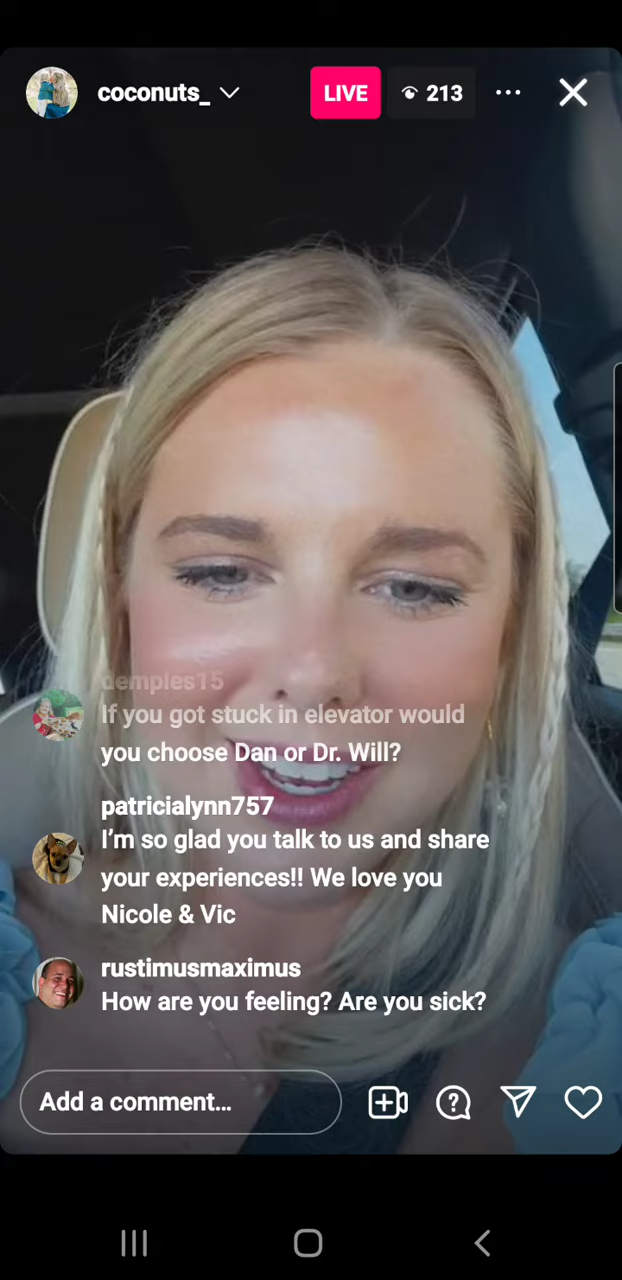 coconuts_
LIVE
213
demples15
If you got stuck in elevator would
you choose Dan or Dr. Will?
patricialynn757
I'm so glad you talk to us and share
your experiences!! We love you
Nicole & Vic
rustimusmaximus
How are you feeling? Are you sick?
Add a comment...